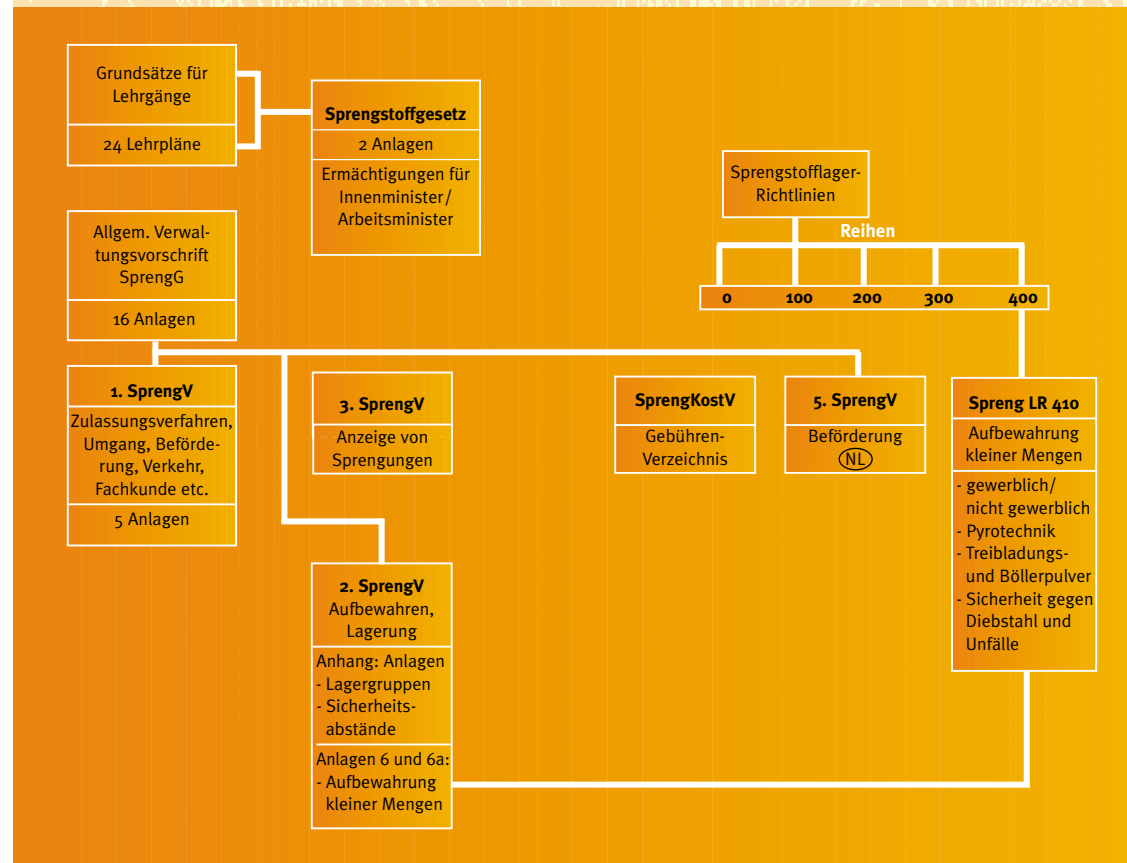 Grundsätze für
Lehrgänge
24 Lehrpläne
Sprengstoffgesetz
2 Anlagen
Ermächtigungen für
Innenminister/
Arbeitsminister
Sprengstofflager-
Richtlinien
Reihen
0 100 200 300 400
Allgem. Verwal-
tungsvorschrift
SprengG
16 Anlagen
1. SprengV
Zulassungsverfahren,
Umgang, Beförde-
rung, Verkehr,
Fachkunde etc.
5 Anlagen
3. SprengV
Anzeige von
Sprengungen
SprengKostV
Gebühren-
Verzeichnis
5. SprengV
Beförderung
NL
Spreng LR 410
Aufbewahrung
kleiner Mengen
- gewerblich/
nicht gewerblich
- Pyrotechnik
- Treibladungs-
und Böllerpulver
- Sicherheit gegen
Diebstahl und
Unfälle
2. SprengV
Aufbewahren,
Lagerung
Anhang: Anlagen
- Lagergruppen
- Sicherheits-
abstände
Anlagen 6 und 6a:
- Aufbewahrung
kleiner Mengen